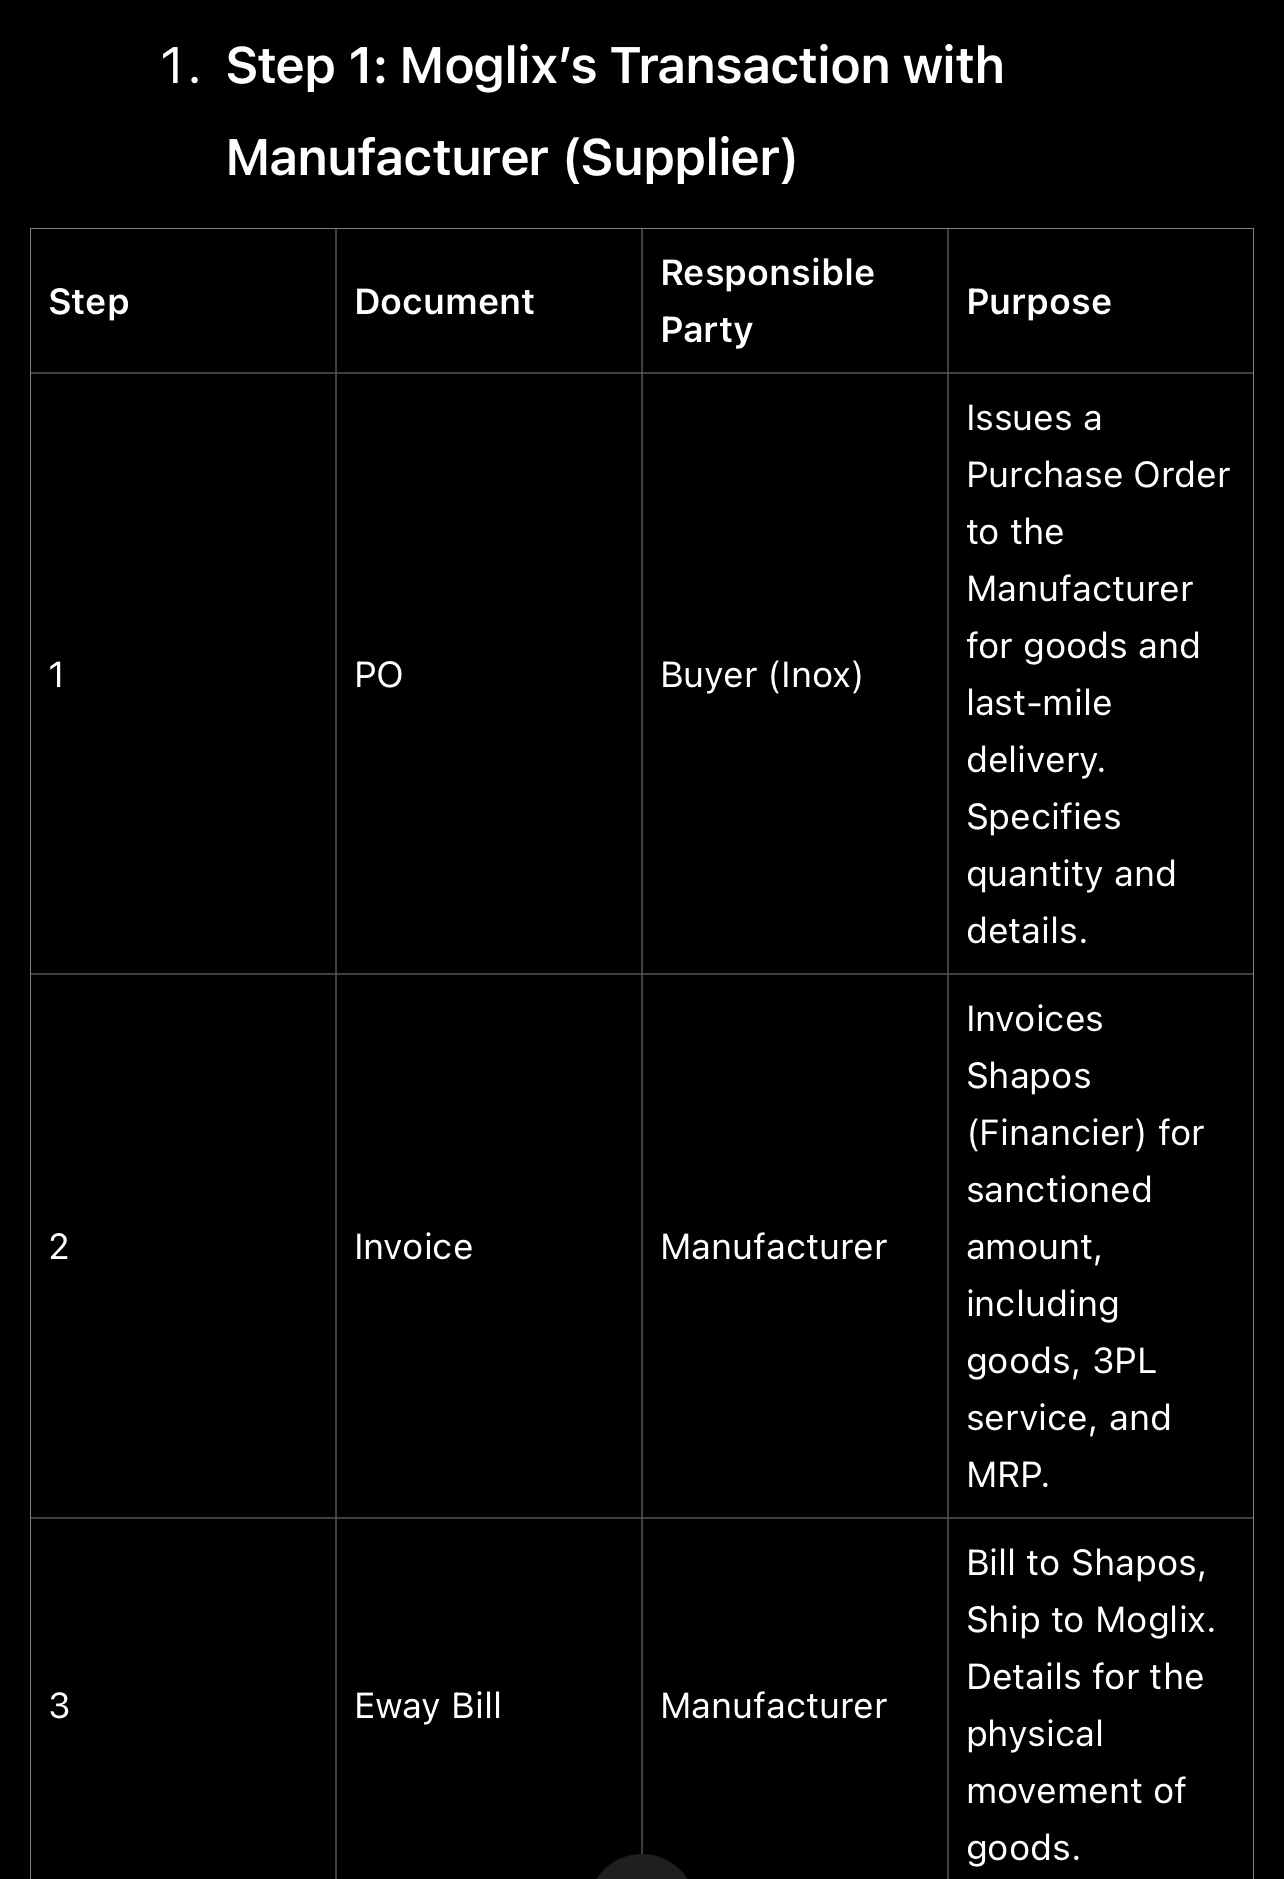 1. Step 1: Moglix’s Transaction with
Manufacturer (Supplier)
Step
Document
Responsible
Party
Purpose
1
PO
Buyer (Inox)
Issues a
Purchase Order
to the
Manufacturer
for goods and
last-mile
delivery.
Specifies
quantity and
details.
2
Invoice
Manufacturer
Invoices
Shapos
(Financier) for
sanctioned
amount,
including
goods, 3PL
service, and
MRP.
3
Eway Bill
Manufacturer
Bill to Shapos,
Ship to Moglix.
Details for the
physical
movement of
goods.